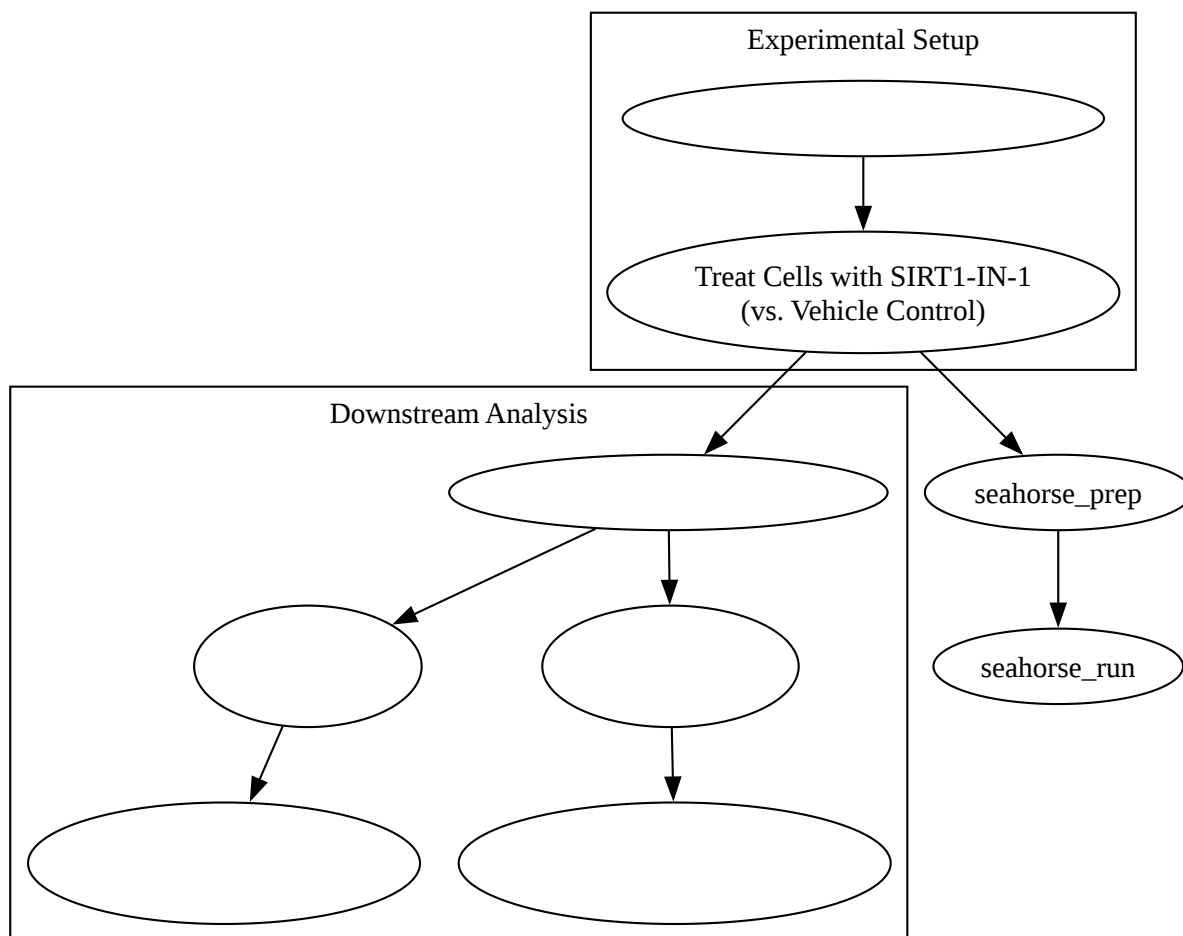 Experimental Setup
Treat Cells with SIRT1-IN-1
(vs. Vehicle Control)
Downstream Analysis
seahorse_prep
seahorse_run